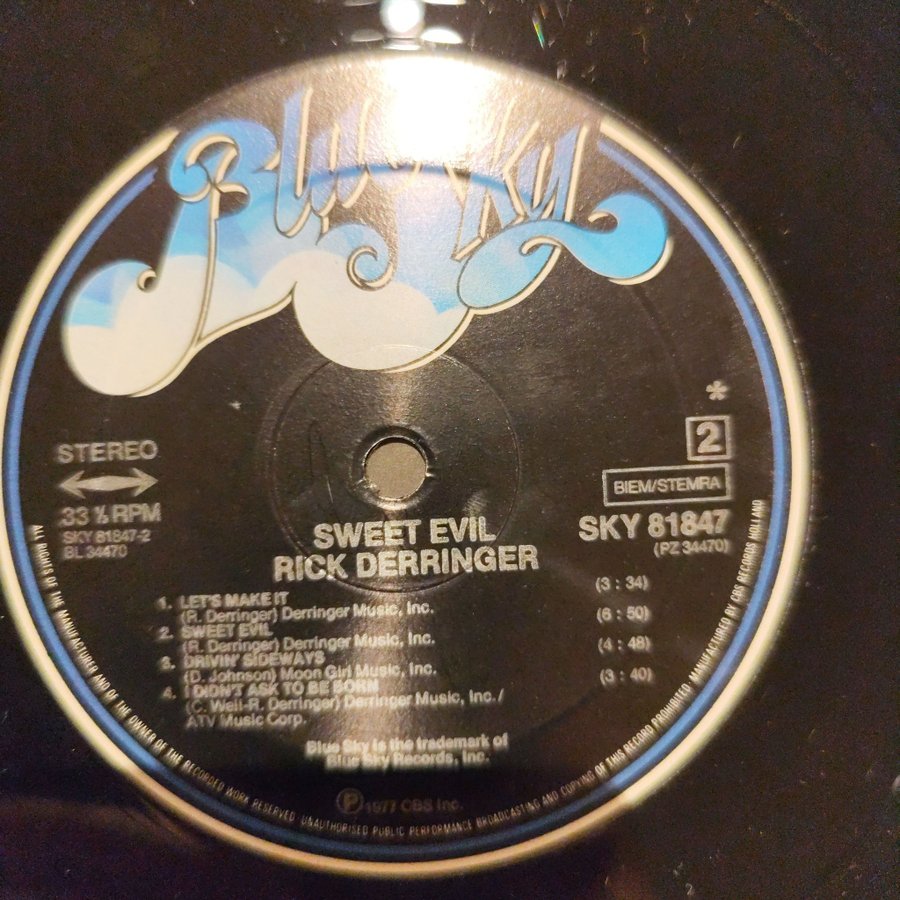 Blue Sky
*
STEREO
2
BIEM/STEMRA
33 ⅓ RPM
SKY 81847-2
BL 34470
SKY 81847
(PZ 34470)
SWEET EVIL
RICK DERRINGER
1. LET'S MAKE IT (3 : 34)
(R. Derringer) Derringer Music, Inc.
2. SWEET EVIL (6 : 50)
(R. Derringer) Derringer Music, Inc.
3. DRIVIN' SIDEWAYS (4 : 48)
(D. Johnson) Moon Girl Music, Inc.
4. I DIDN'T ASK TO BE BORN (3 : 40)
(C. Weil-R. Derringer) Derringer Music, Inc./
ATV Music Corp.
Blue Sky is the trademark of
Blue Sky Records, Inc.
℗ 1977 CBS Inc.
ALL RIGHTS OF THE MANUFACTURER AND OF THE OWNER OF THE RECORDED WORK RESERVED. UNAUTHORISED PUBLIC PERFORMANCE BROADCASTING AND COPYING OF THIS RECORD PROHIBITED. MANUFACTURED BY CBS RECORDS HOLLAND